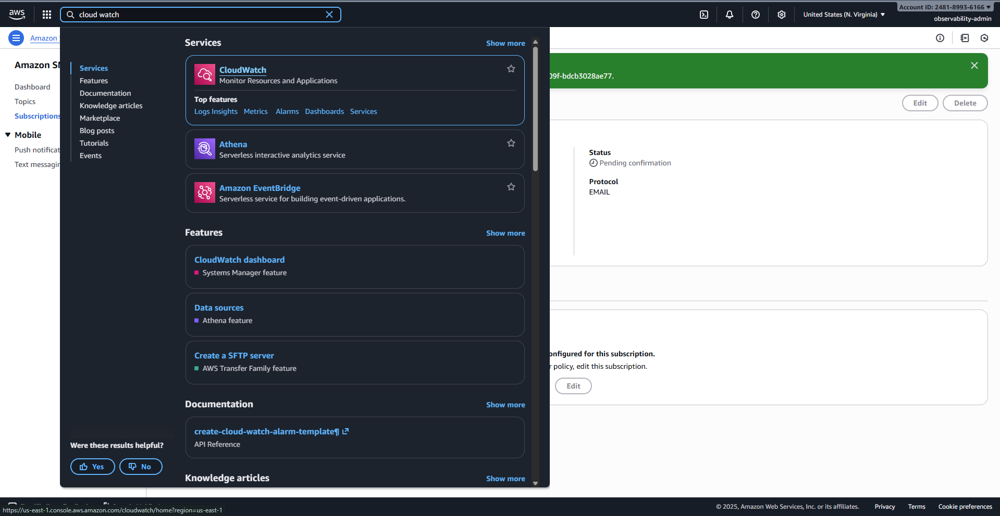 aws
cloud watch
United States (N. Virginia)
Account ID: 2481-8993-6166
observability-admin
Amazon
Amazon
Dashboard
Topics
Subscriptions
Mobile
Push
Text
Services
Features
Documentation
Knowledge articles
Marketplace
Blog posts
Tutorials
Events
Were these results helpful?
Yes
No
Services
Show more
CloudWatch
Monitor Resources and Applications
Top features
Logs Insights
Metrics
Alarms
Dashboards
Services
Athena
Serverless interactive analytics service
Amazon EventBridge
Serverless service for building event-driven applications.
Features
Show more
CloudWatch dashboard
Systems Manager feature
Data sources
Athena feature
Create a SFTP server
AWS Transfer Family feature
Documentation
Show more
create-cloud-watch-alarm-template¶
API Reference
Knowledge articles
Show more
09f-bdcb3028ae77.
Edit
Delete
Status
Pending confirmation
Protocol
EMAIL
onfigured for this subscription.
policy, edit this subscription.
Edit
https://us-east-1.console.aws.amazon.com/cloudwatch/home?region=us-east-1
© 2025, Amazon Web Services, Inc. or its affiliates.
Privacy
Terms
Cookie preferences